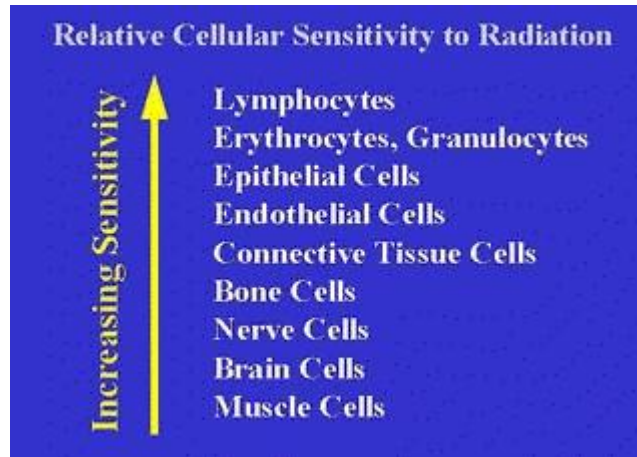 Relative Cellular Sensitivity to Radiation
Increasing Sensitivity
Lymphocytes
Erythrocytes, Granulocytes
Epithelial Cells
Endothelial Cells
Connective Tissue Cells
Bone Cells
Nerve Cells
Brain Cells
Muscle Cells